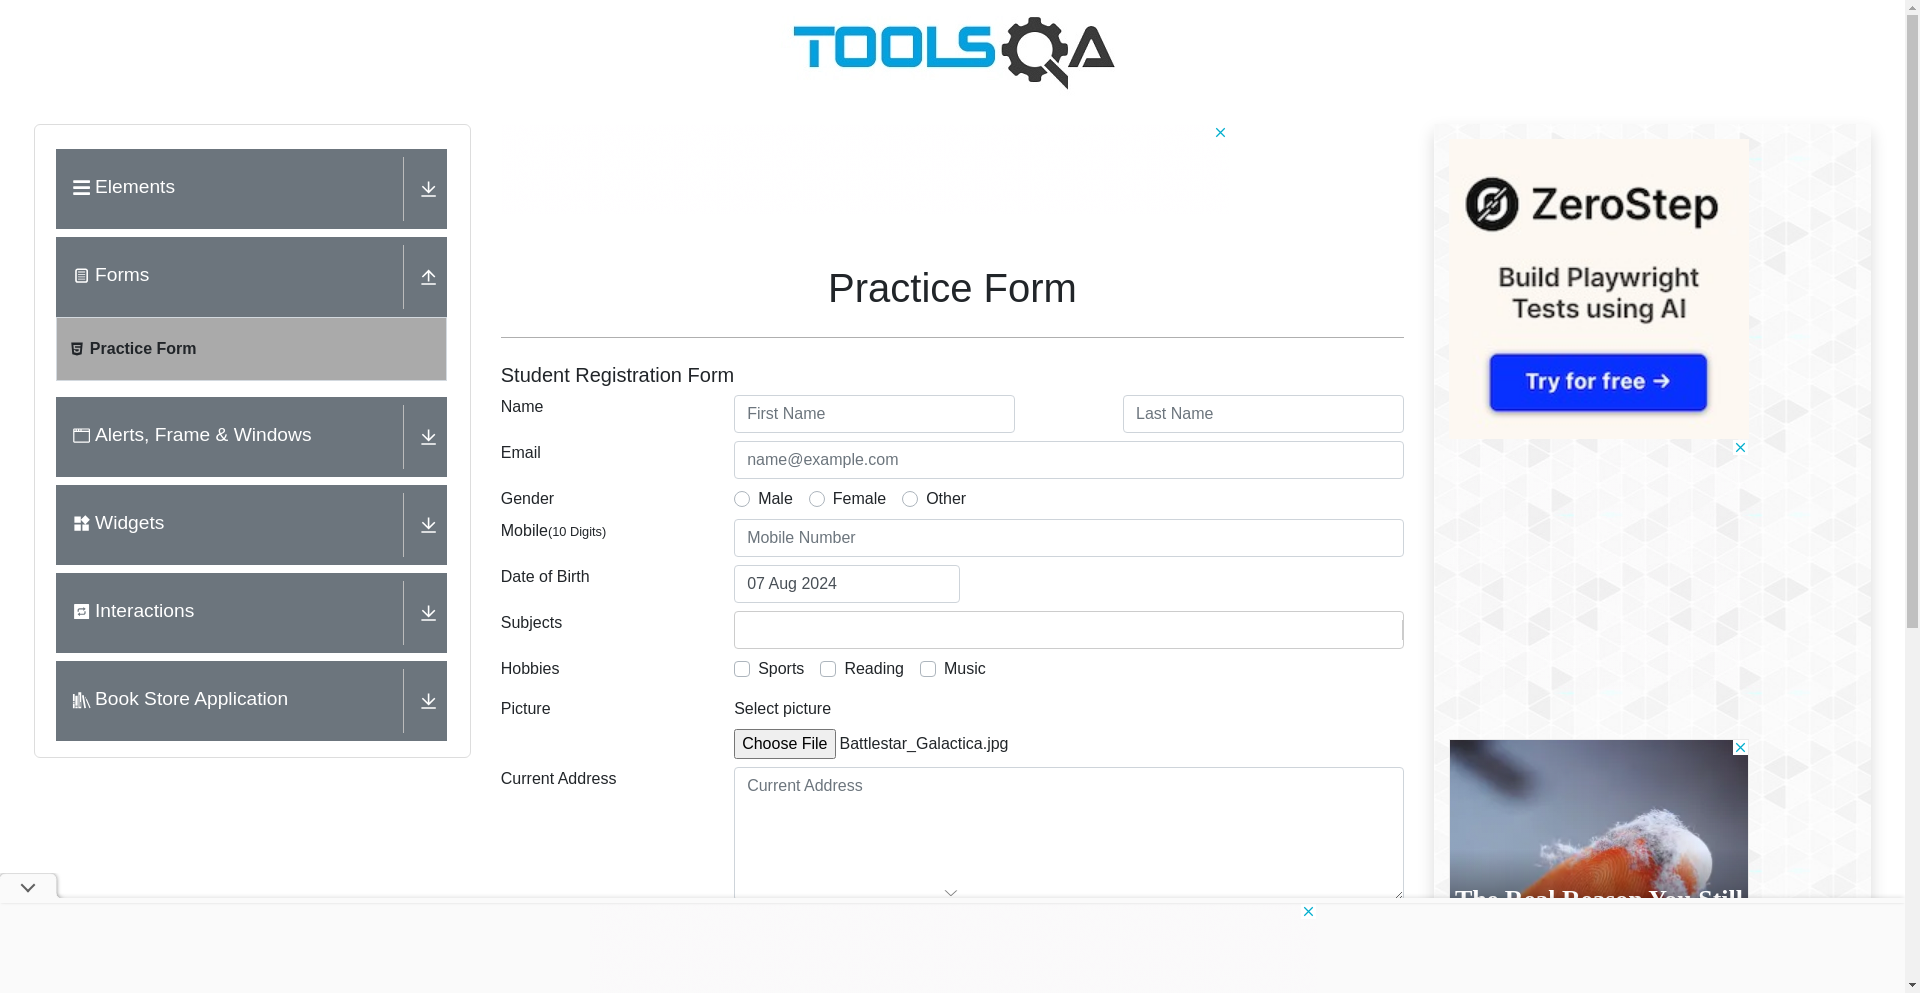 TOOLSQA
Elements
Forms
Practice Form
Alerts, Frame & Windows
Widgets
Interactions
Book Store Application
Practice Form
Student Registration Form
Name
First Name
Last Name
Email
name@example.com
Gender
Male
Female
Other
Mobile(10 Digits)
Mobile Number
Date of Birth
07 Aug 2024
Subjects
Hobbies
Sports
Reading
Music
Picture
Select picture
Choose File
Battlestar_Galactica.jpg
Current Address
Current Address
ZeroStep
Build Playwright
Tests using AI
Try for free →
The Real Reason You Still